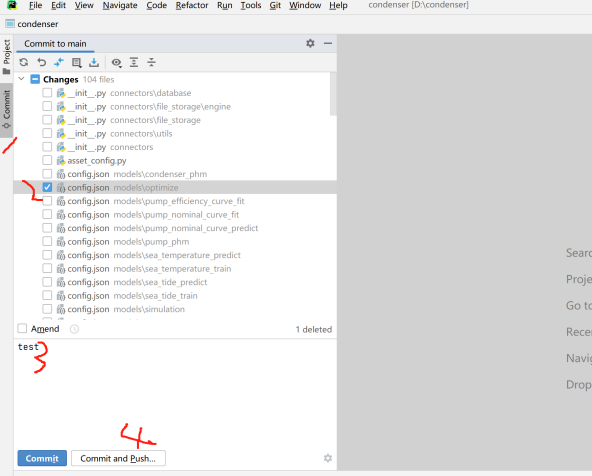 File Edit View Navigate Code Refactor Run Tools Git Window Help condenser [D:\condenser]
condenser
Project
Commit to main
Changes 104 files
__init__.py connectors\database
__init__.py connectors\file_storage\engine
Commit
__init__.py connectors\file_storage
__init__.py connectors\utils
1
__init__.py connectors
asset_config.py
config.json models\condenser_phm
2
config.json models\optimize
config.json models\pump_efficiency_curve_fit
config.json models\pump_nominal_curve_fit
config.json models\pump_nominal_curve_predict
config.json models\pump_phm
config.json models\sea_temperature_predict
config.json models\sea_temperature_train
config.json models\sea_tide_predict
config.json models\sea_tide_train
config.json models\simulation
Searc
Proje
Go to
Recer
Navig
Drop
Amend 1 deleted
test
3
4
Commit Commit and Push...